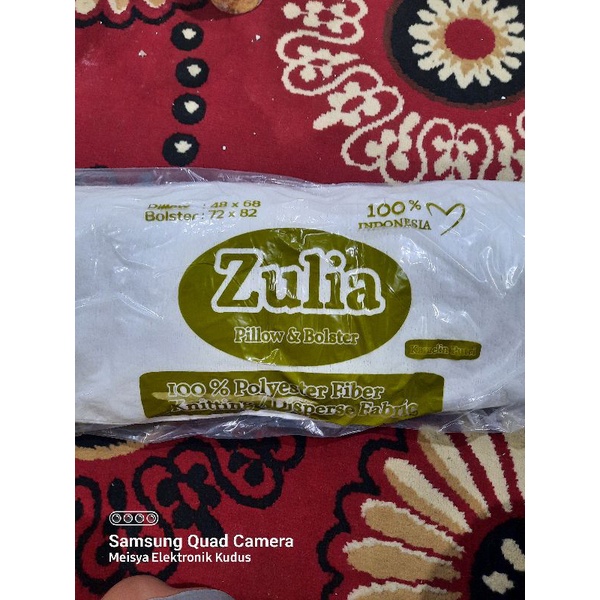 : 48 x 68
Bolster : 72 x 82
100%
INDONESIA
Zulia
Pillow & Bolster
100 % Polyester Fiber
Knitting Disperse Fabric
Samsung Quad Camera
Meisya Elektronik Kudus